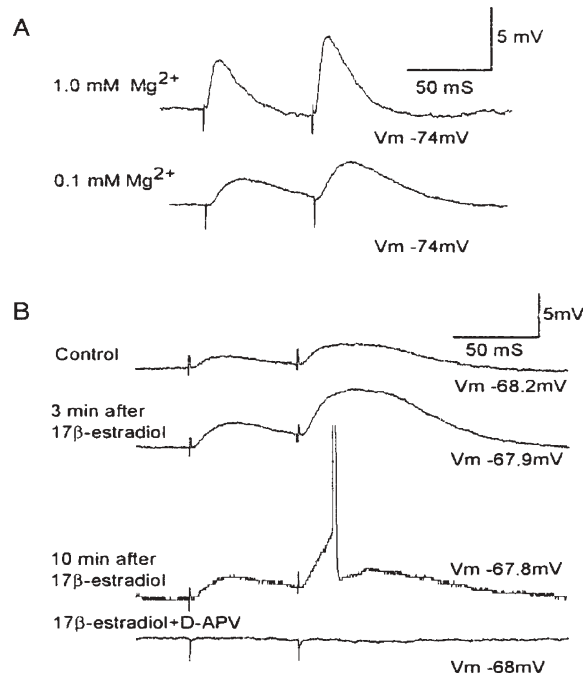 A
5 mV
50 mS
1.0 mM Mg2+
Vm -74mV
0.1 mM Mg2+
Vm -74mV
B
5mV
50 mS
Control
Vm -68.2mV
3 min after
17β-estradiol
Vm -67.9mV
10 min after
17β-estradiol
Vm -67.8mV
17β-estradiol+D-APV
Vm -68mV